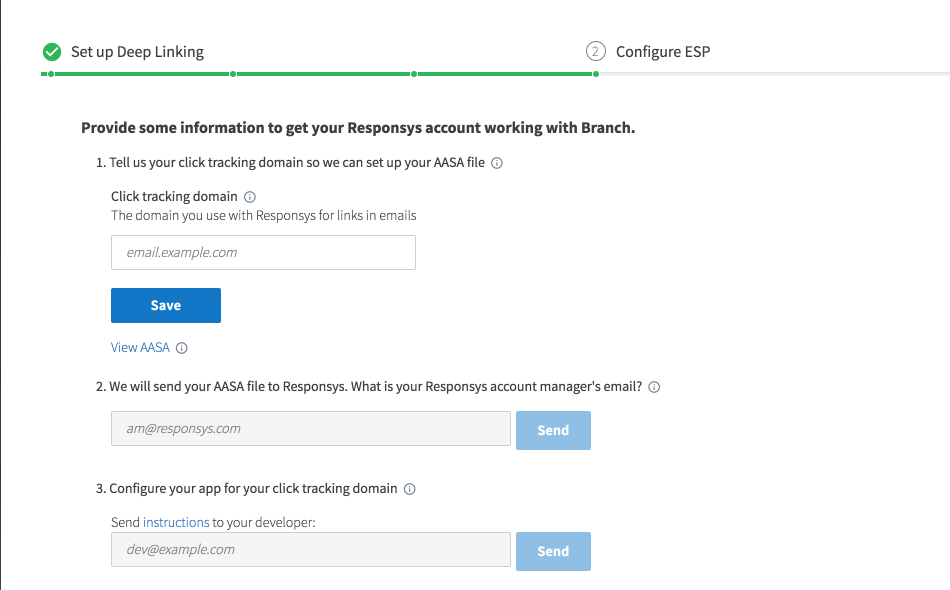 Set up Deep Linking
2 Configure ESP
Provide some information to get your Responsys account working with Branch.
1. Tell us your click tracking domain so we can set up your AASA file
Click tracking domain
The domain you use with Responsys for links in emails
email.example.com
Save
View AASA
2. We will send your AASA file to Responsys. What is your Responsys account manager's email?
am@responsys.com
Send
3. Configure your app for your click tracking domain
Send instructions to your developer:
dev@example.com
Send